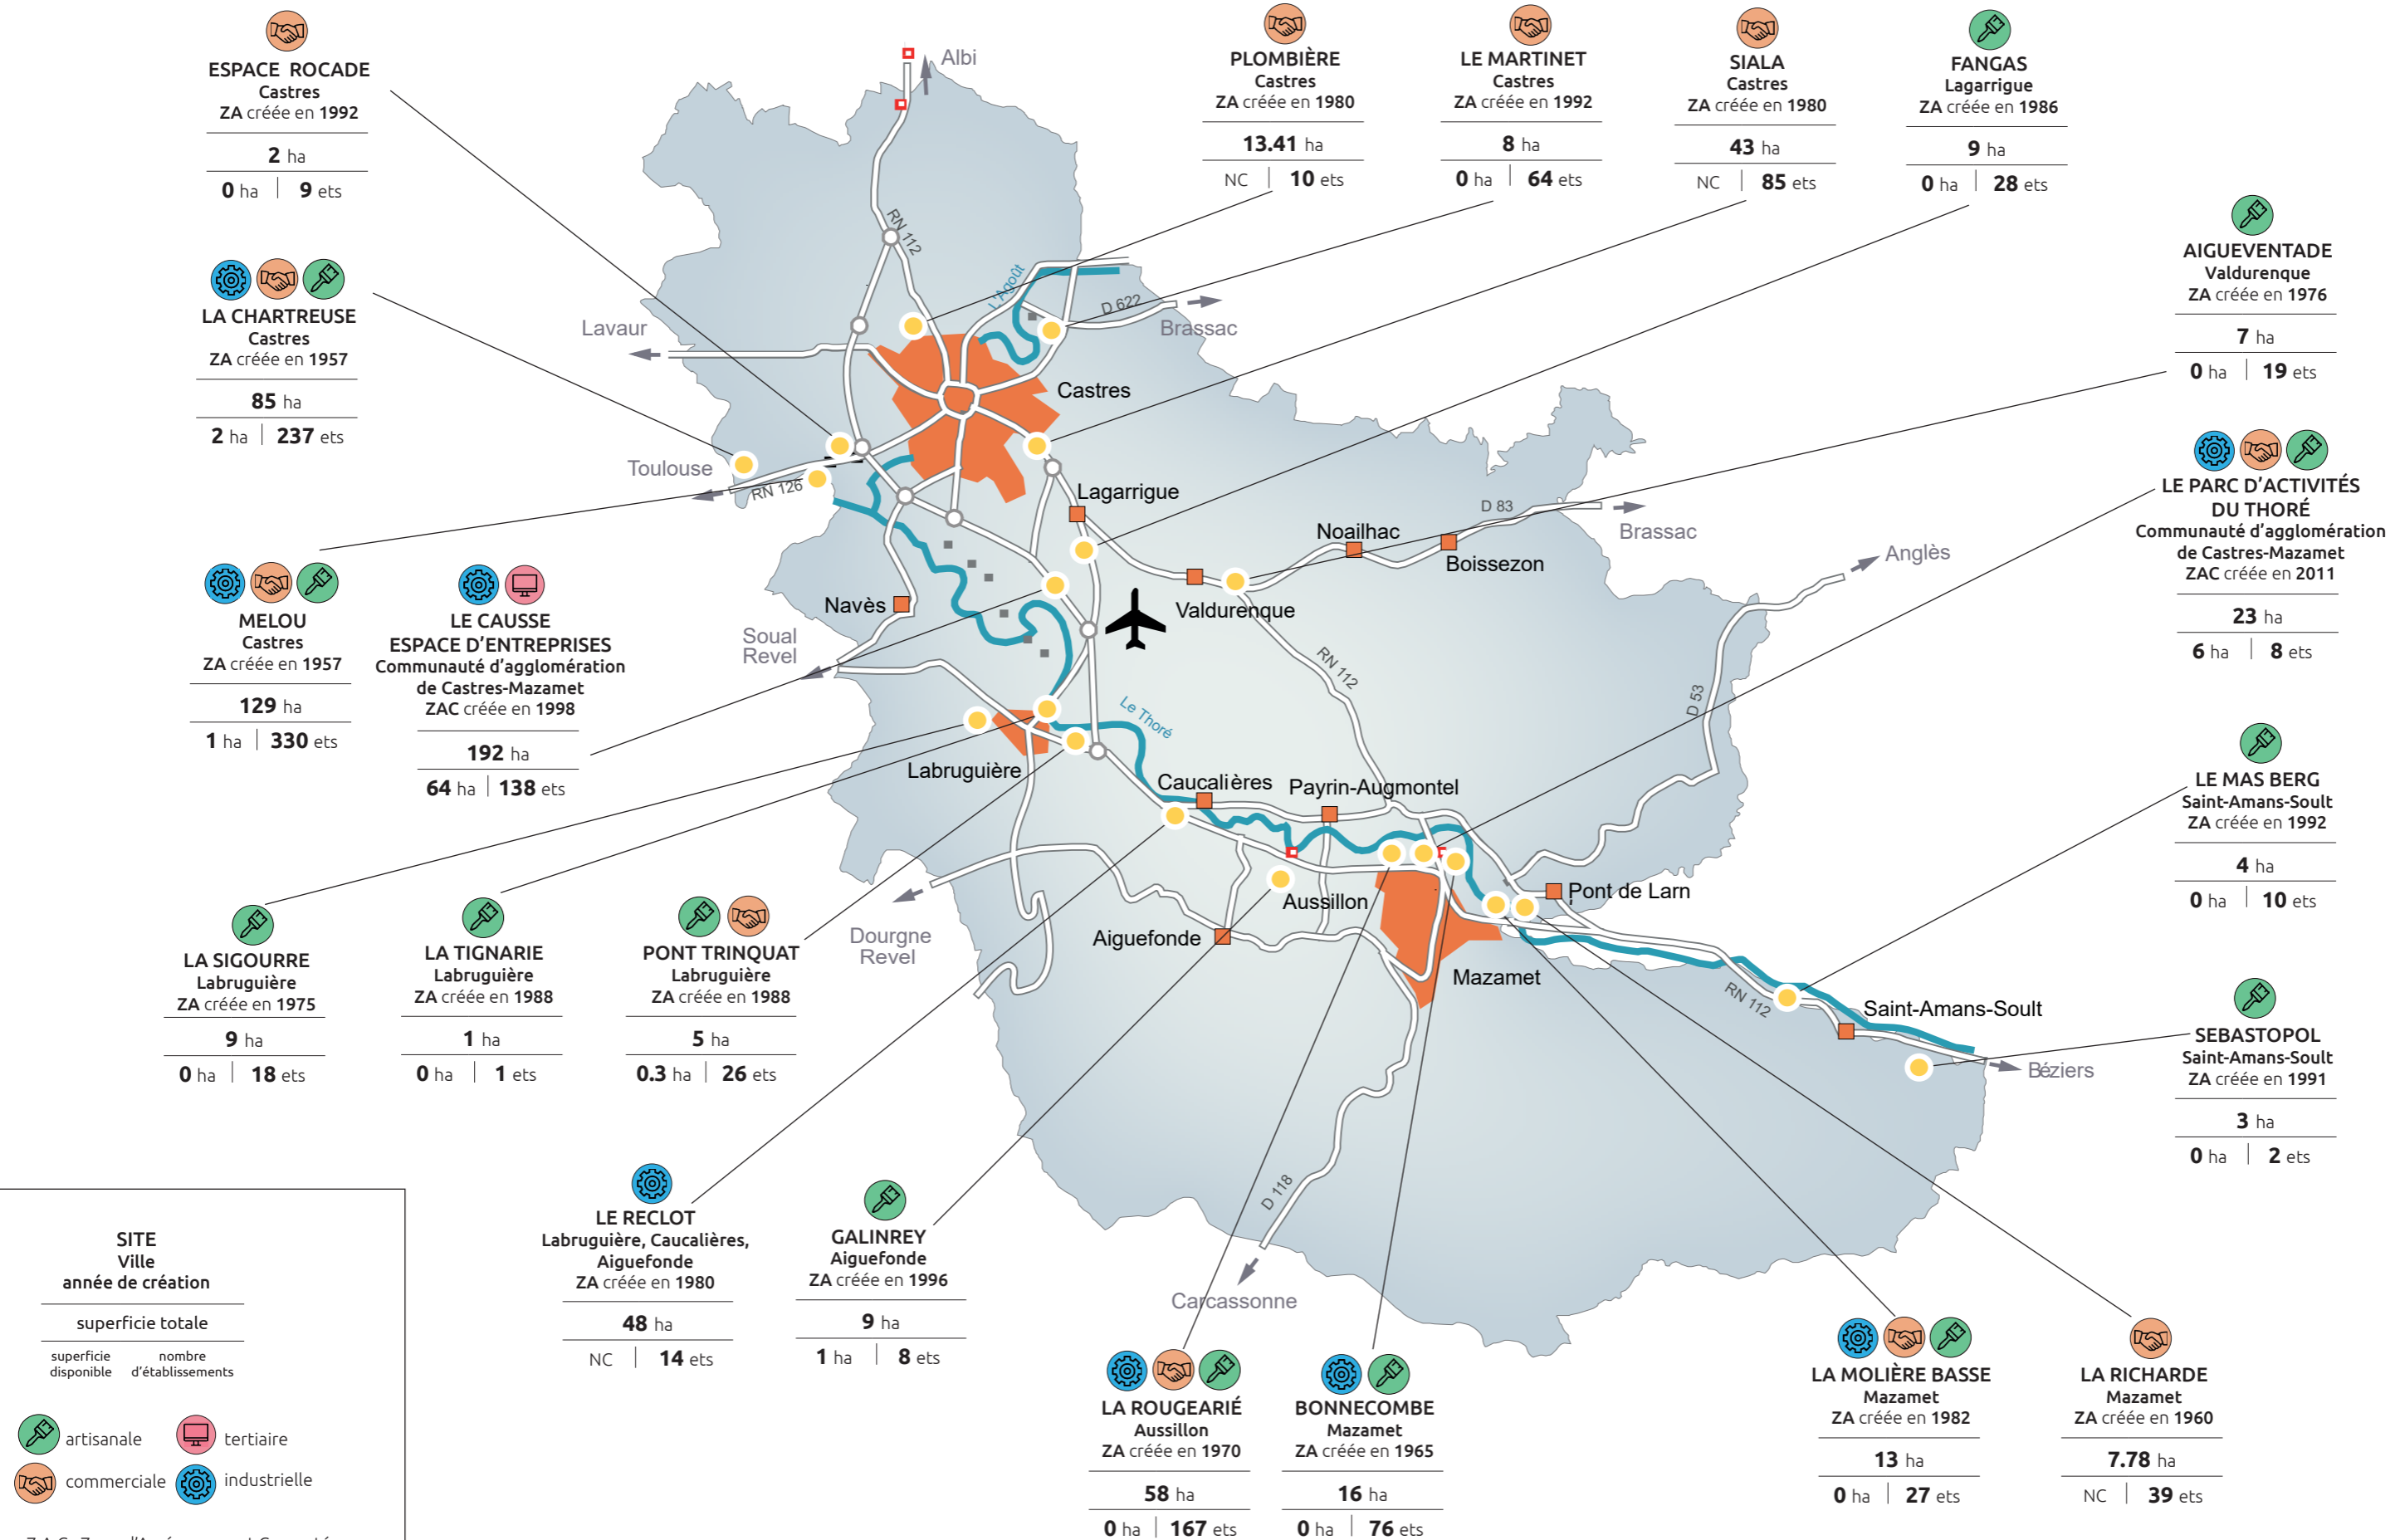 ESPACE ROCADE
Castres
ZA créée en 1992
2 ha
0 ha | 9 ets
PLOMBIÈRE
Castres
ZA créée en 1980
13.41 ha
NC | 10 ets
LE MARTINET
Castres
ZA créée en 1992
8 ha
0 ha | 64 ets
SIALA
Castres
ZA créée en 1980
43 ha
NC | 85 ets
FANGAS
Lagarrigue
ZA créée en 1986
9 ha
0 ha | 28 ets
AIGUEVENTADE
Valdurenque
ZA créée en 1976
7 ha
0 ha | 19 ets
LA CHARTREUSE
Castres
ZA créée en 1957
85 ha
2 ha | 237 ets
LE PARC D'ACTIVITÉS
DU THORÉ
Communauté d'agglomération
de Castres-Mazamet
ZAC créée en 2011
23 ha
6 ha | 8 ets
MELOU
Castres
ZA créée en 1957
129 ha
1 ha | 330 ets
LE CAUSSE
ESPACE D'ENTREPRISES
Communauté d'agglomération
de Castres-Mazamet
ZAC créée en 1998
192 ha
64 ha | 138 ets
LE MAS BERG
Saint-Amans-Soult
ZA créée en 1992
4 ha
0 ha | 10 ets
LA SIGOURRE
Labruguière
ZA créée en 1975
9 ha
0 ha | 18 ets
LA TIGNARIE
Labruguière
ZA créée en 1988
1 ha
0 ha | 1 ets
PONT TRINQUAT
Labruguière
ZA créée en 1988
5 ha
0.3 ha | 26 ets
SEBASTOPOL
Saint-Amans-Soult
ZA créée en 1991
3 ha
0 ha | 2 ets
LE RECLOT
Labruguière, Caucalières,
Aiguefonde
ZA créée en 1980
48 ha
NC | 14 ets
GALINREY
Aiguefonde
ZA créée en 1996
9 ha
1 ha | 8 ets
LA ROUGEARIÉ
Aussillon
ZA créée en 1970
58 ha
0 ha | 167 ets
BONNECOMBE
Mazamet
ZA créée en 1965
16 ha
0 ha | 76 ets
LA MOLIÈRE BASSE
Mazamet
ZA créée en 1982
13 ha
0 ha | 27 ets
LA RICHARDE
Mazamet
ZA créée en 1960
7.78 ha
NC | 39 ets
Albi
RN 112
L'Agoût
D 622
Brassac
Lavaur
Castres
Toulouse
RN 126
Lagarrigue
Noailhac
D 83
Brassac
Boissezon
Anglès
Navès
Valdurenque
Soual
Revel
RN 112
D 53
Le Thoré
Labruguière
Caucalières
Payrin-Augmontel
Pont de Larn
Aussillon
Aiguefonde
Dourgne
Revel
Mazamet
RN 112
Saint-Amans-Soult
Béziers
D 118
Carcassonne
SITE
Ville
année de création
superficie totale
superficie
disponible
nombre
d'établissements
artisanale
tertiaire
commerciale
industrielle